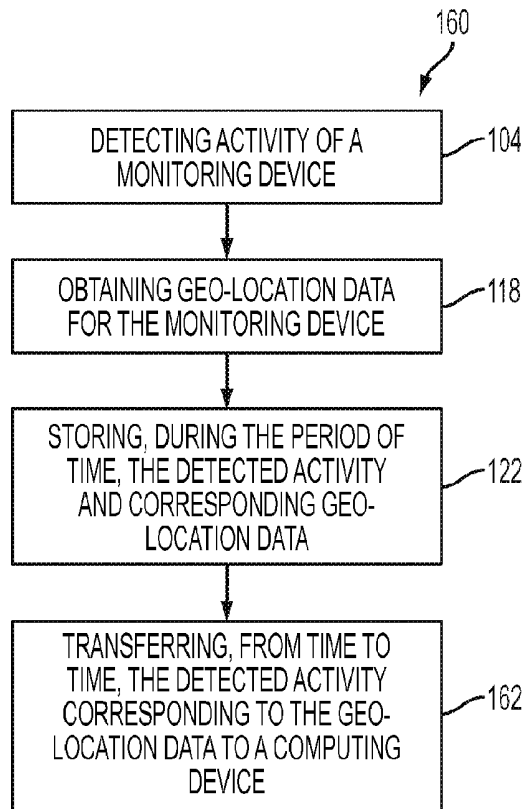 160
DETECTING ACTIVITY OF A
MONITORING DEVICE
104
OBTAINING GEO-LOCATION DATA
FOR THE MONITORING DEVICE
118
STORING, DURING THE PERIOD OF
TIME, THE DETECTED ACTIVITY
AND CORRESPONDING GEO-
LOCATION DATA
122
TRANSFERRING, FROM TIME TO
TIME, THE DETECTED ACTIVITY
CORRESPONDING TO THE GEO-
LOCATION DATA TO A COMPUTING
DEVICE
162